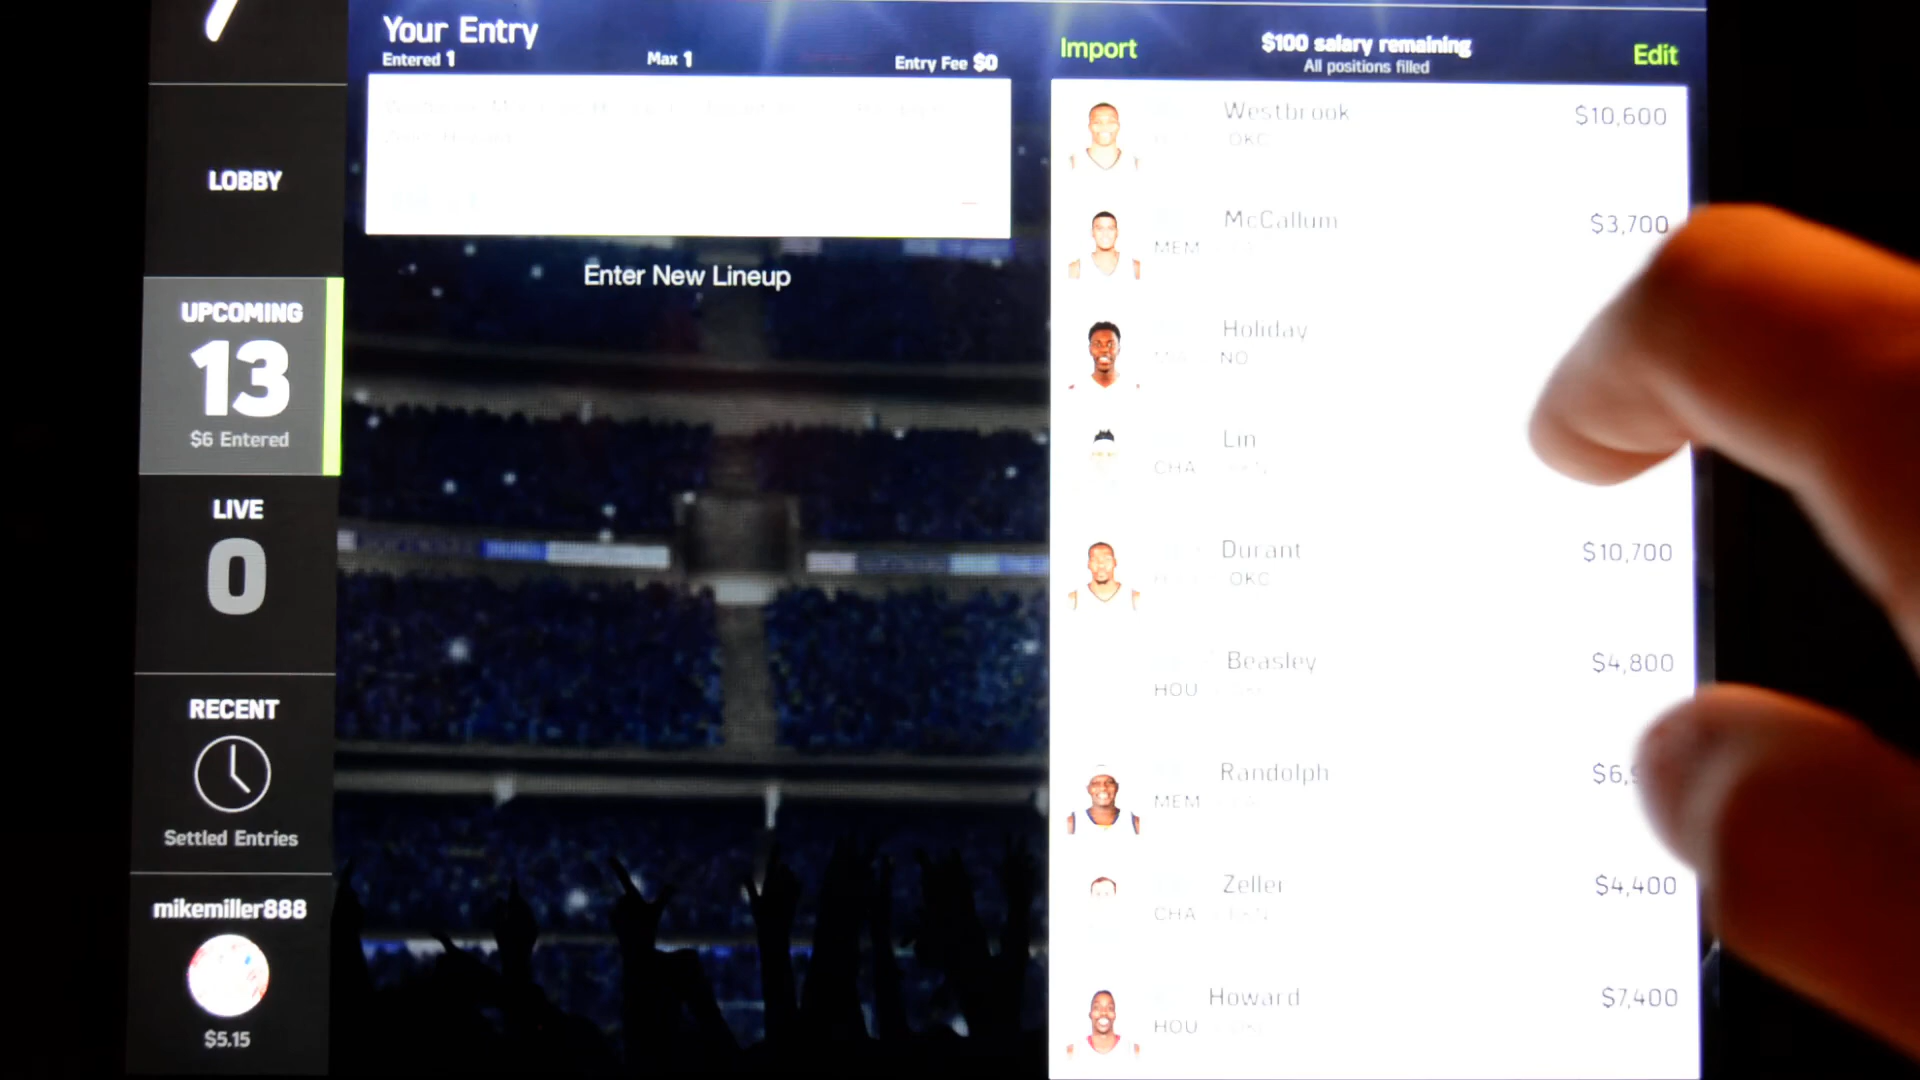 LOBBY
UPCOMING
13
$6 Entered
LIVE
0
RECENT
Settled Entries
mikemiller888
$5.15
Your Entry
Entered 1
Max 1
Entry Fee $0
Enter New Lineup
Import
$100 salary remaining
All positions filled
Edit
Westbrook
$10,600
OKC
McCallum
$3,700
MEM
Holiday
NO
Lin
CHA
Durant
$10,700
OKC
Beasley
$4,800
HOU
Randolph
MEM
Zeller
$4,400
CHA
Howard
$7,400
HOU